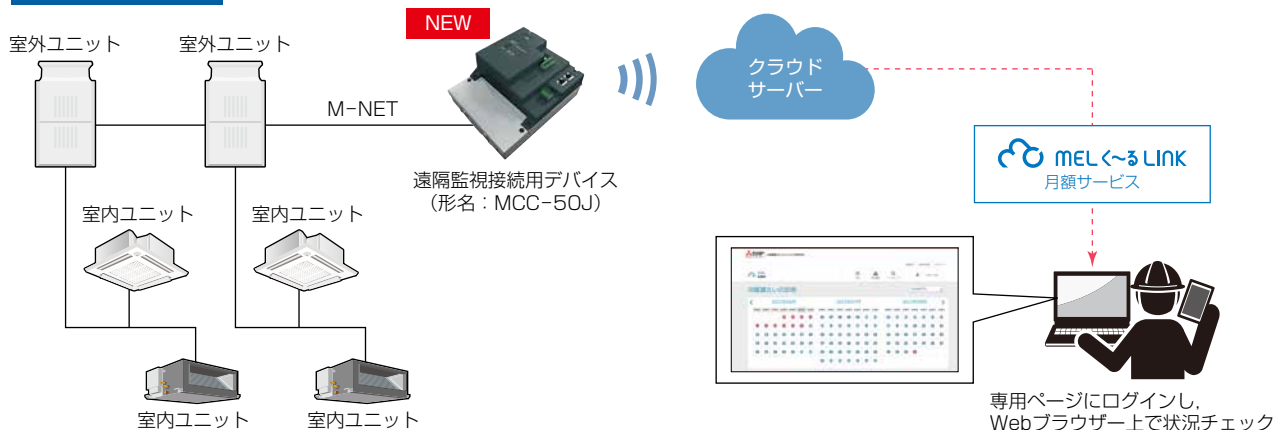 NEW
室外ユニット
室外ユニット
M-NET
遠隔監視接続用デバイス
（形名：MCC-50J）
クラウド
サーバー
MELく～るLINK
月額サービス
室内ユニット
室内ユニット
室内ユニット
室内ユニット
専用ページにログインし，
Webブラウザー上で状況チェック